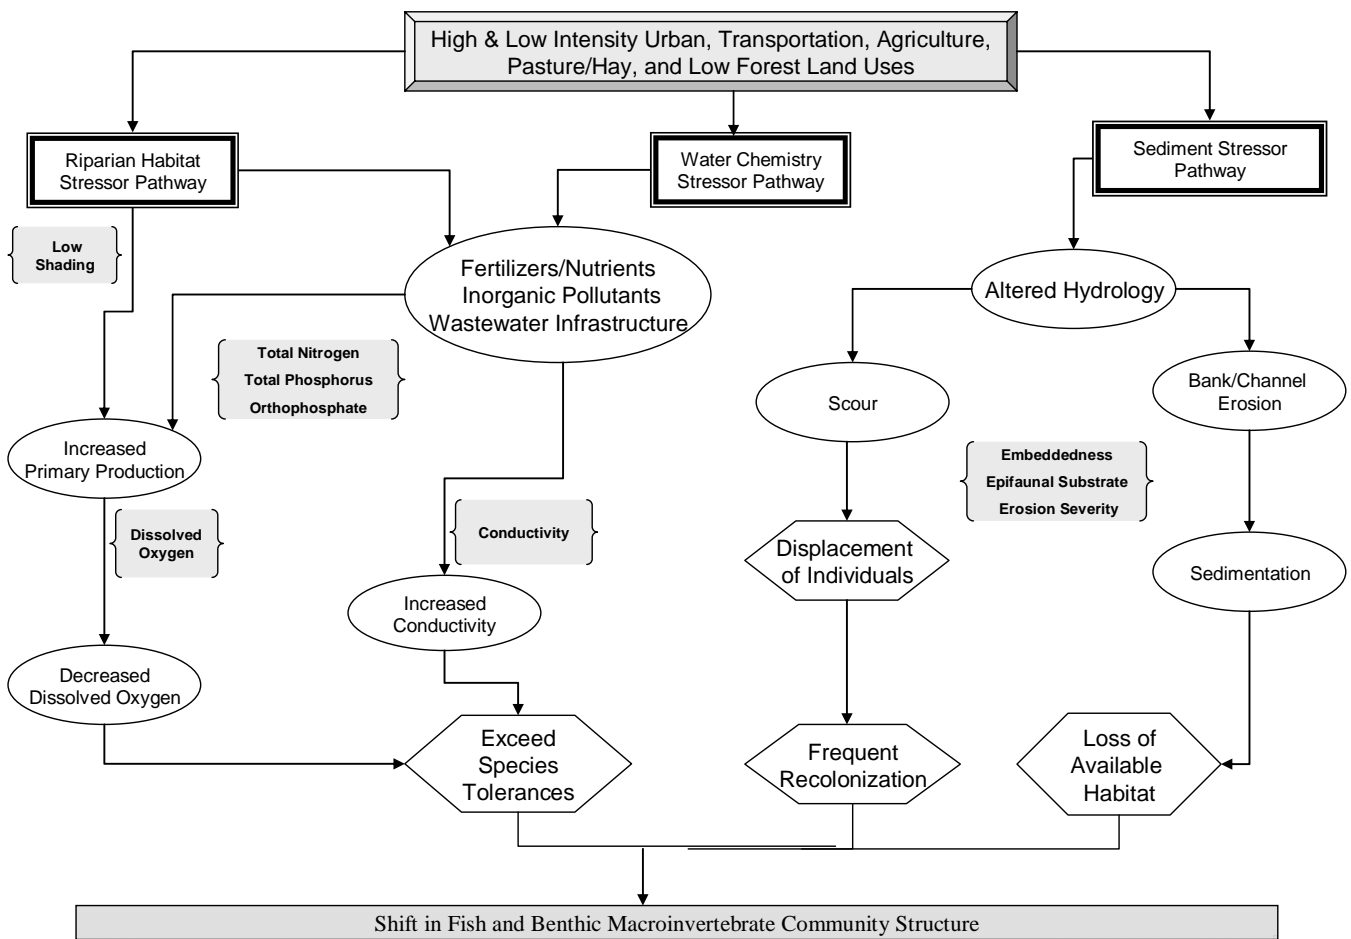 High & Low Intensity Urban, Transportation, Agriculture,
Pasture/Hay, and Low Forest Land Uses
Riparian Habitat
Stressor Pathway
Water Chemistry
Stressor Pathway
Sediment Stressor
Pathway
Low
Shading
Fertilizers/Nutrients
Inorganic Pollutants
Wastewater Infrastructure
Altered Hydrology
Total Nitrogen
Total Phosphorus
Orthophosphate
Scour
Bank/Channel
Erosion
Increased
Primary Production
Embeddedness
Epifaunal Substrate
Erosion Severity
Dissolved
Oxygen
Conductivity
Displacement
of Individuals
Sedimentation
Increased
Conductivity
Decreased
Dissolved Oxygen
Exceed
Species
Tolerances
Frequent
Recolonization
Loss of
Available
Habitat
Shift in Fish and Benthic Macroinvertebrate Community Structure